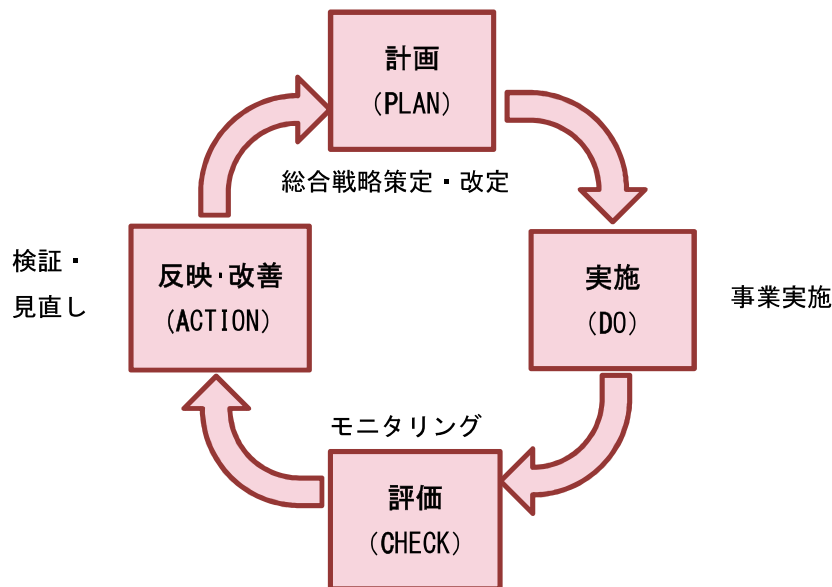 計画
(PLAN)
総合戦略策定・改定
検証・
見直し
反映・改善
(ACTION)
実施
(DO)
事業実施
モニタリング
評価
(CHECK)